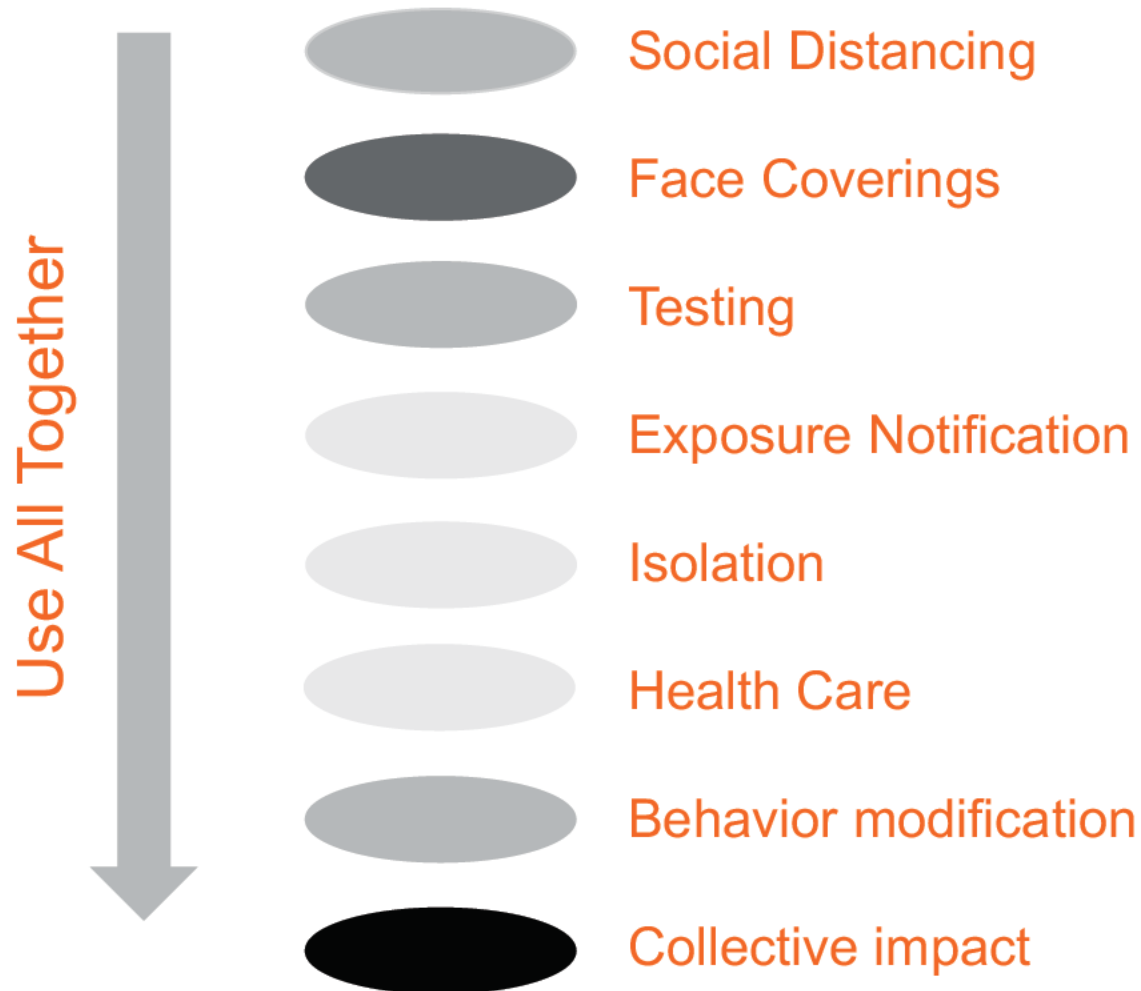 Use All Together
Social Distancing
Face Coverings
Testing
Exposure Notification
Isolation
Health Care
Behavior modification
Collective impact